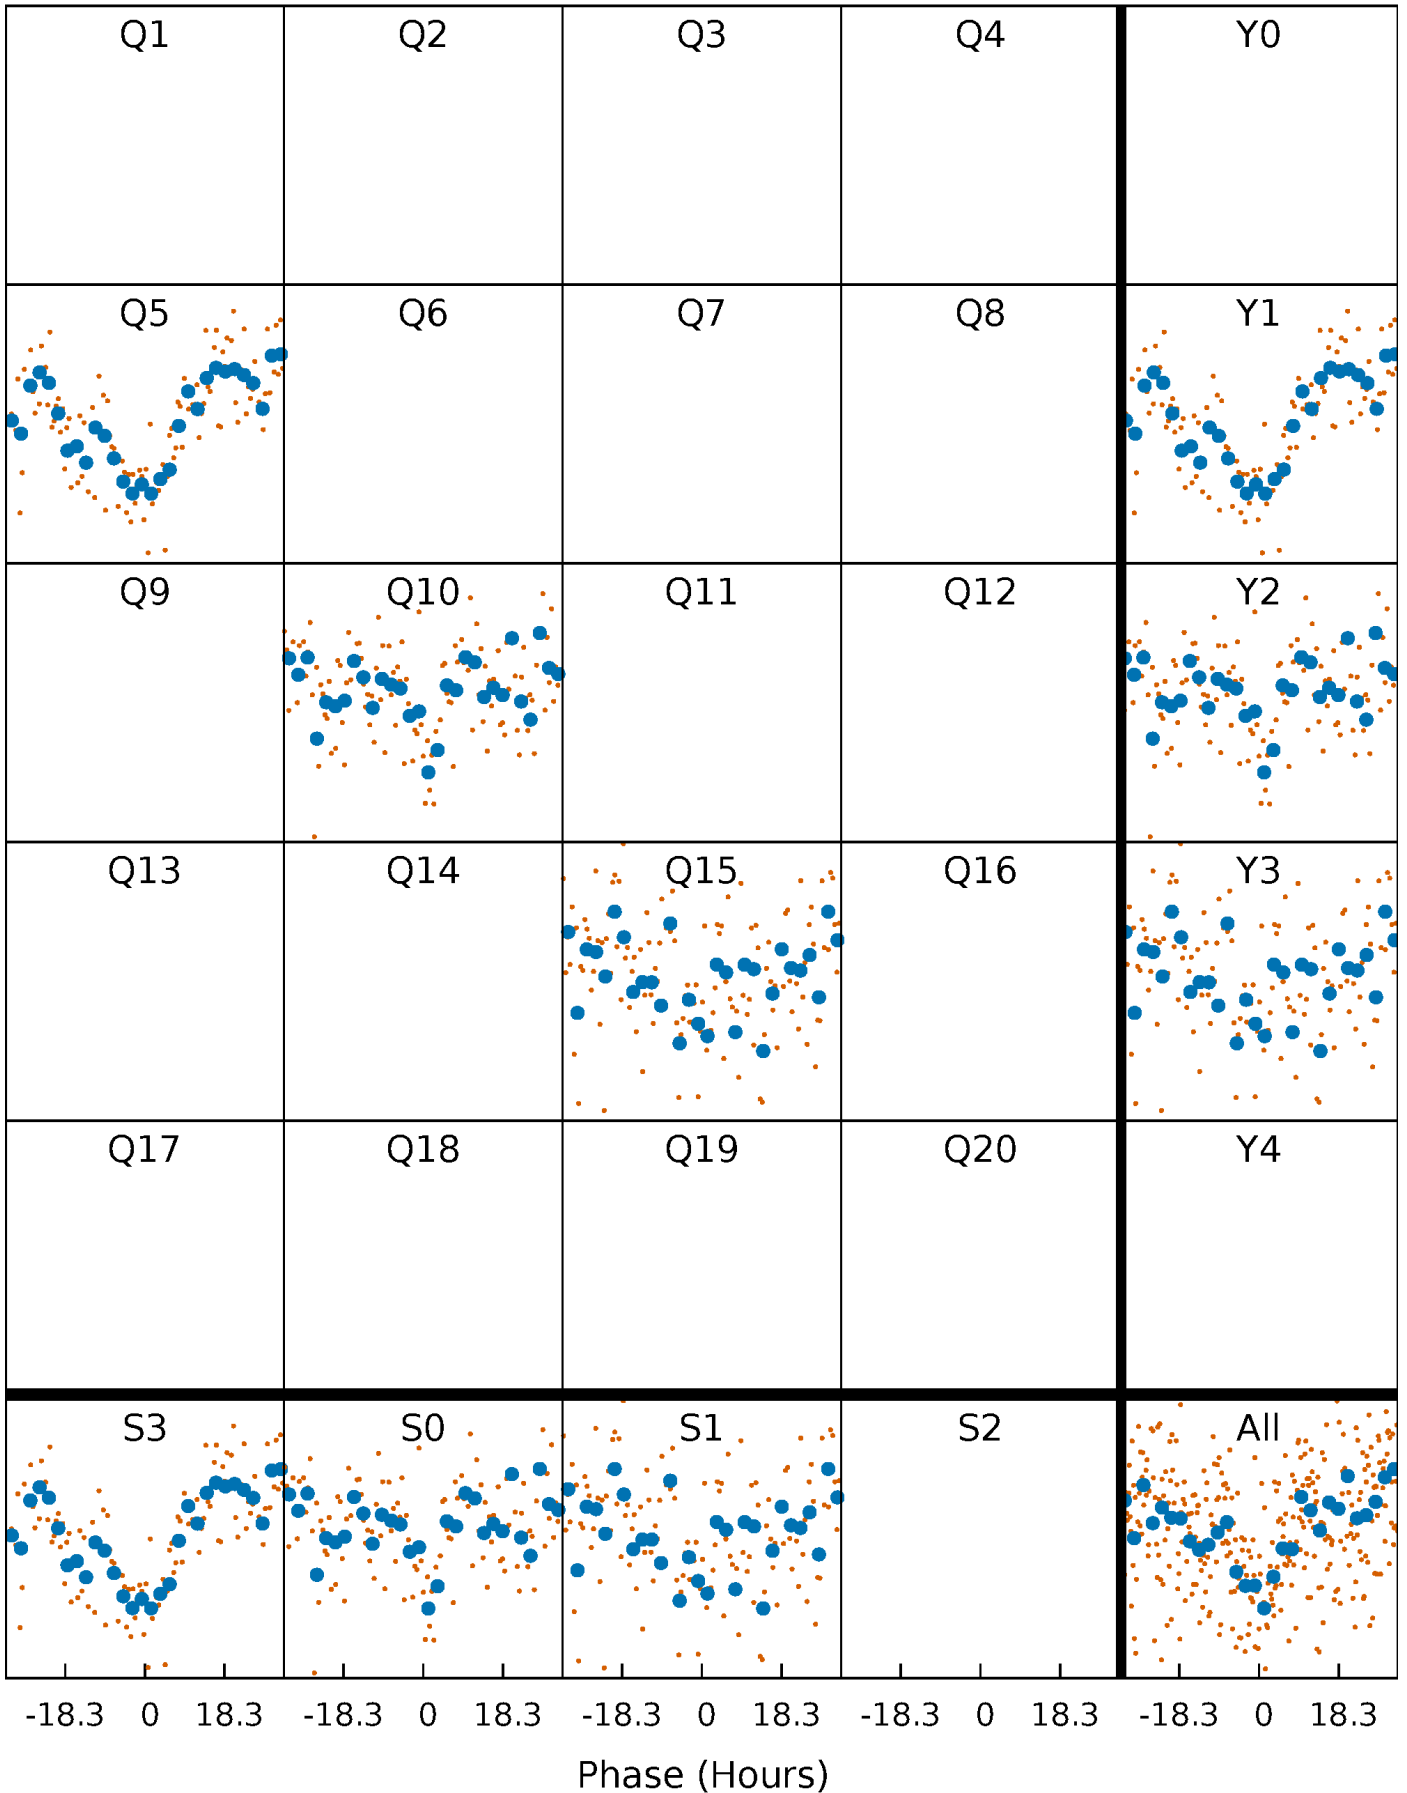 Q1 Q2 Q3 Q4 Y0
Q5 Q6 Q7 Q8 Y1
Q9 Q10 Q11 Q12 Y2
Q13 Q14 Q15 Q16 Y3
Q17 Q18 Q19 Q20 Y4
S3 S0 S1 S2 All
-18.3 0 18.3 -18.3 0 18.3 -18.3 0 18.3 -18.3 0 18.3 -18.3 0 18.3
Phase (Hours)